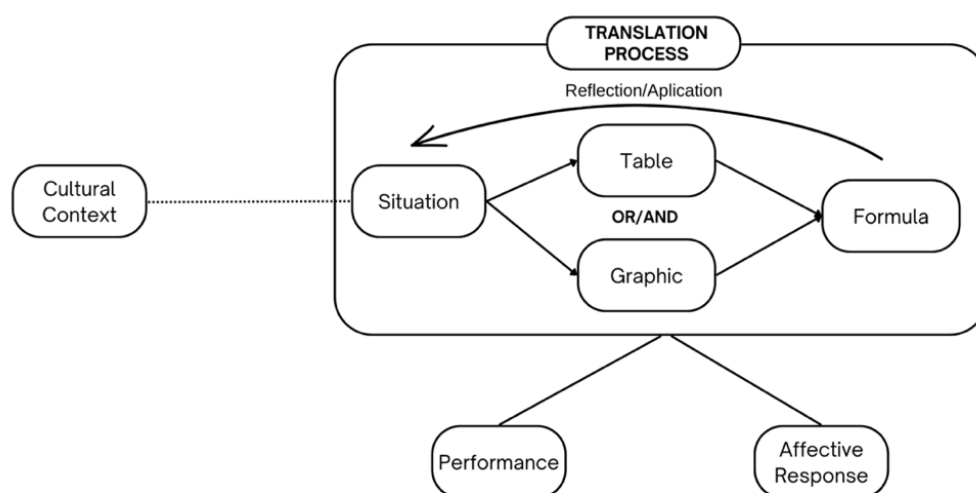 TRANSLATION
PROCESS
Reflection/Aplication
Table
Cultural
Context
Situation
OR/AND
Formula
Graphic
Performance
Affective
Response